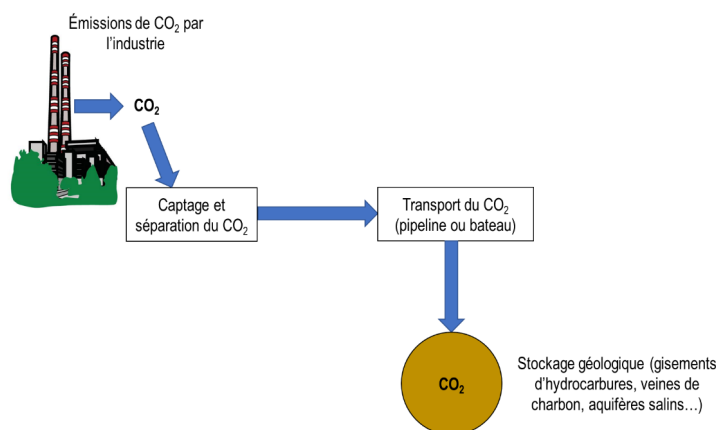 Émissions de CO₂ par
l’industrie
CO₂
Captage et
séparation du CO₂
Transport du CO₂
(pipeline ou bateau)
CO₂
Stockage géologique (gisements
d’hydrocarbures, veines de
charbon, aquifères salins…)